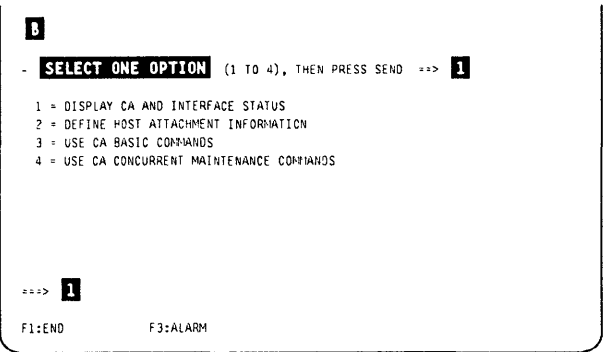 B
- SELECT ONE OPTION (1 TO 4), THEN PRESS SEND ==> 1
1 = DISPLAY CA AND INTERFACE STATUS
2 = DEFINE HOST ATTACHMENT INFORMATION
3 = USE CA BASIC COMMANDS
4 = USE CA CONCURRENT MAINTENANCE COMMANDS
===> 1
F1:END F3:ALARM